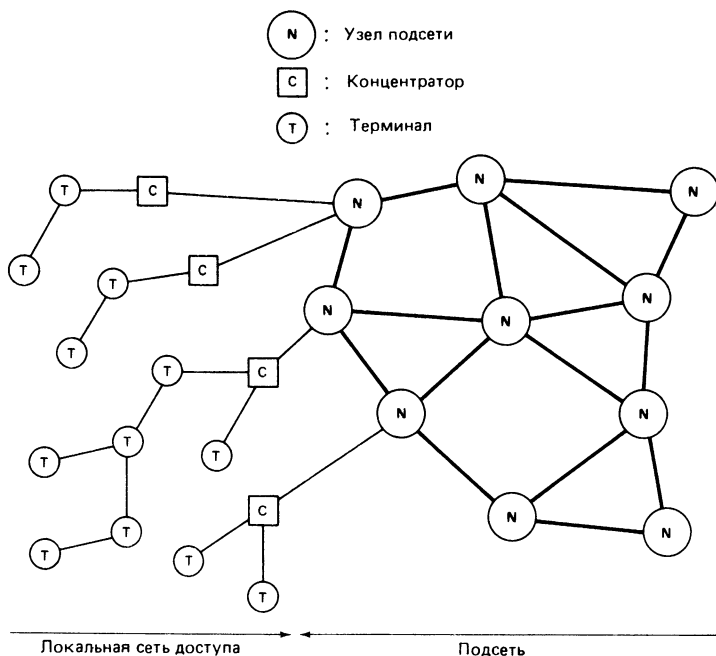 N : Узел подсети
C : Концентратор
T : Терминал
N
N
T
C
N
N
T
C
T
N
N
N
T
T
C
N
N
T
T
T
C
N
T
N
T
T
T
Локальная сеть доступа
Подсеть